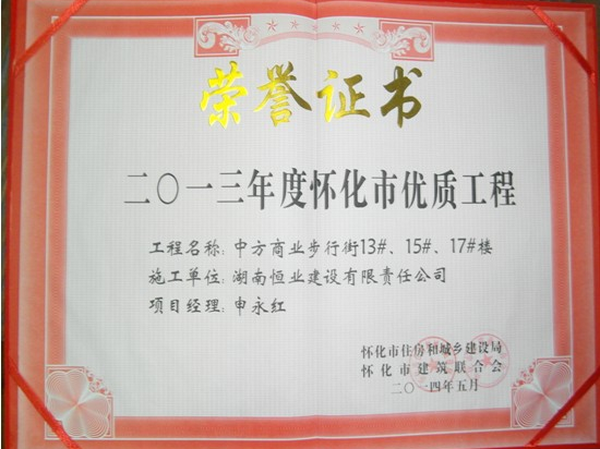 荣誉证书
二〇一三年度怀化市优质工程
工程名称：中方商业步行街13#、15#、17#楼
施工单位：湖南恒业建设有限责任公司
项目经理：申永红
怀化市住房和城乡建设局
怀化市建筑联合会
二〇一四年五月